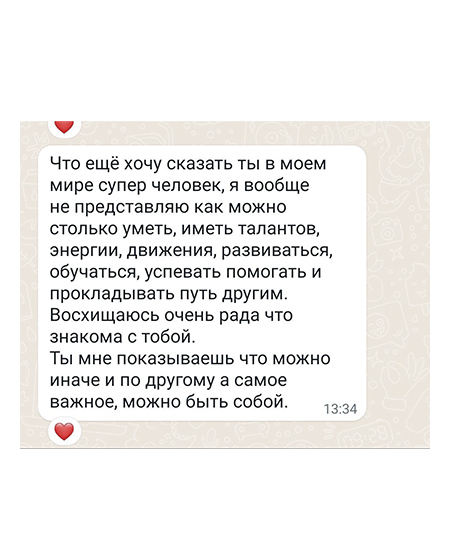 Что ещё хочу сказать ты в моем
мире супер человек, я вообще
не представляю как можно
столько уметь, иметь талантов,
энергии, движения, развиваться,
обучаться, успевать помогать и
прокладывать путь другим.
Восхищаюсь очень рада что
знакома с тобой.
Ты мне показываешь что можно
иначе и по другому а самое
важное, можно быть собой.
13:34